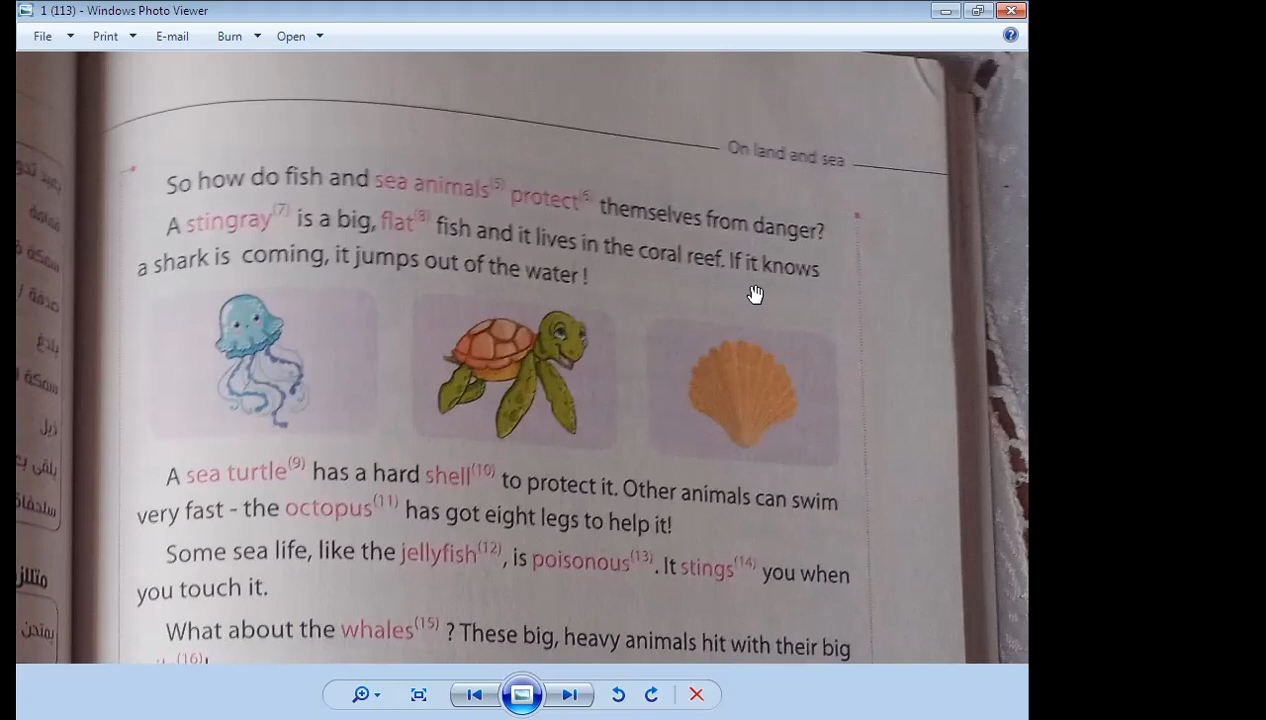 1 (113) - Windows Photo Viewer
File Print E-mail Burn Open
On land and sea
So how do fish and sea animals(5) protect(6) themselves from danger?
A stingray(7) is a big, flat(8) fish and it lives in the coral reef. If it knows
a shark is coming, it jumps out of the water !
A sea turtle(9) has a hard shell(10) to protect it. Other animals can swim
very fast - the octopus(11) has got eight legs to help it!
Some sea life, like the jellyfish(12), is poisonous(13). It stings(14) you when
you touch it.
What about the whales(15) ? These big, heavy animals hit with their big
(16)!